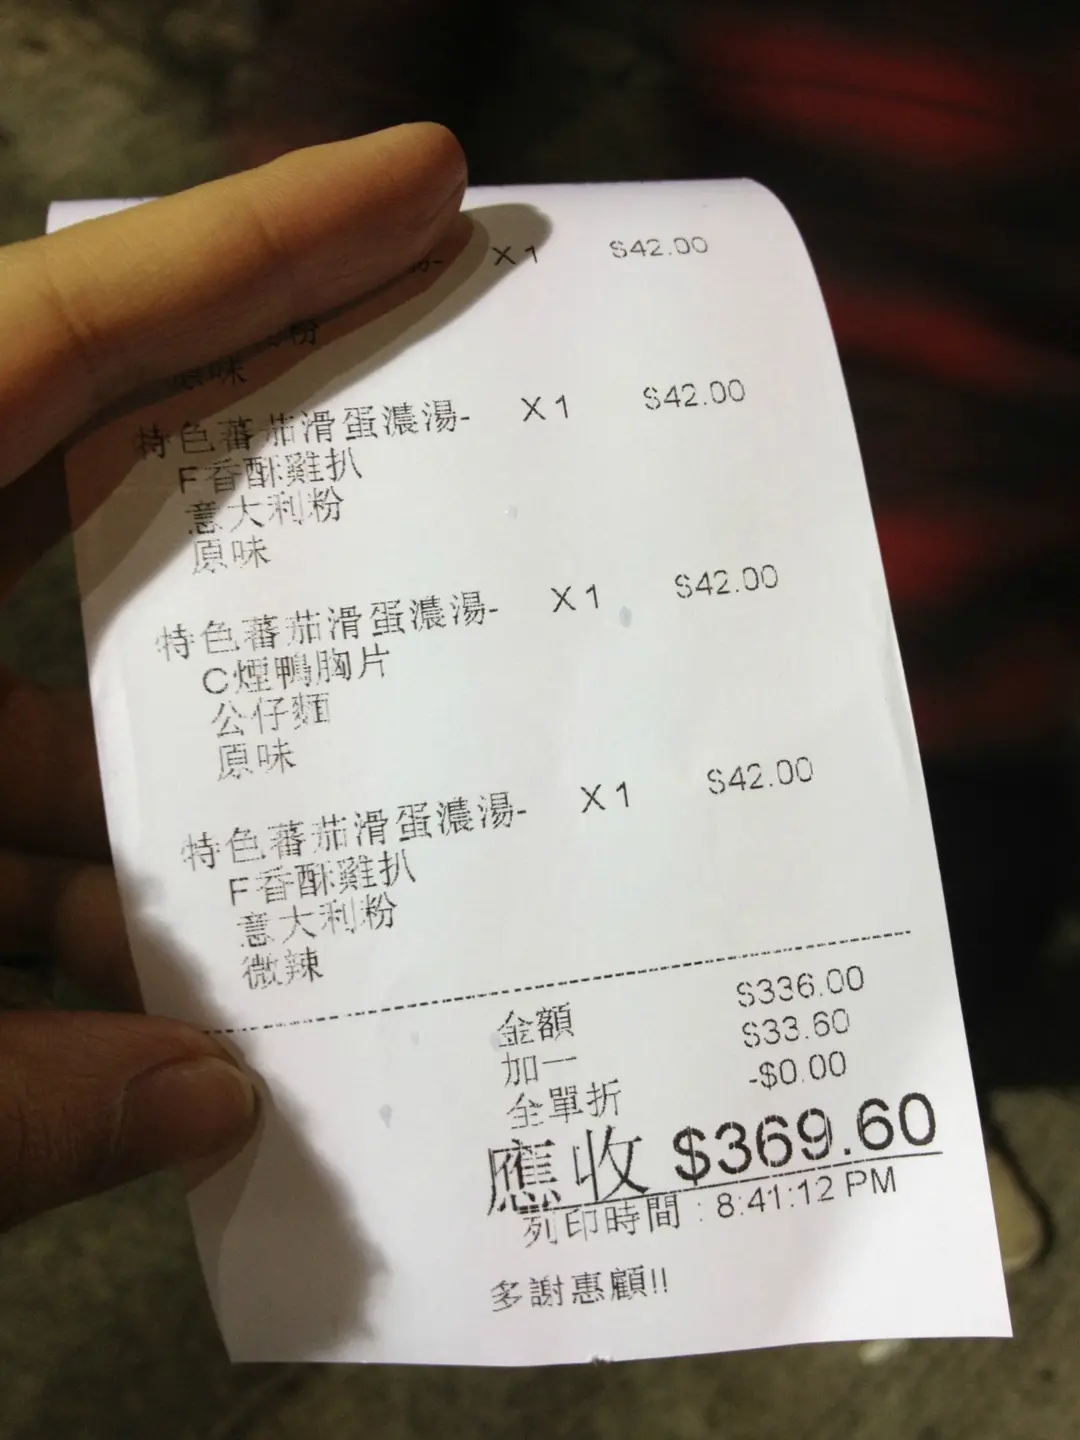 X1 $42.00
粉
原味
特色蕃茄滑蛋濃湯- X1 $42.00
F香酥雞扒
意大利粉
原味
特色蕃茄滑蛋濃湯- X1 $42.00
C煙鴨胸片
公仔麵
原味
特色蕃茄滑蛋濃湯- X1 $42.00
F香酥雞扒
意大利粉
微辣
金額 $336.00
加一 $33.60
全單折 -$0.00
應收 $369.60
列印時間 : 8:41:12 PM
多謝惠顧!!